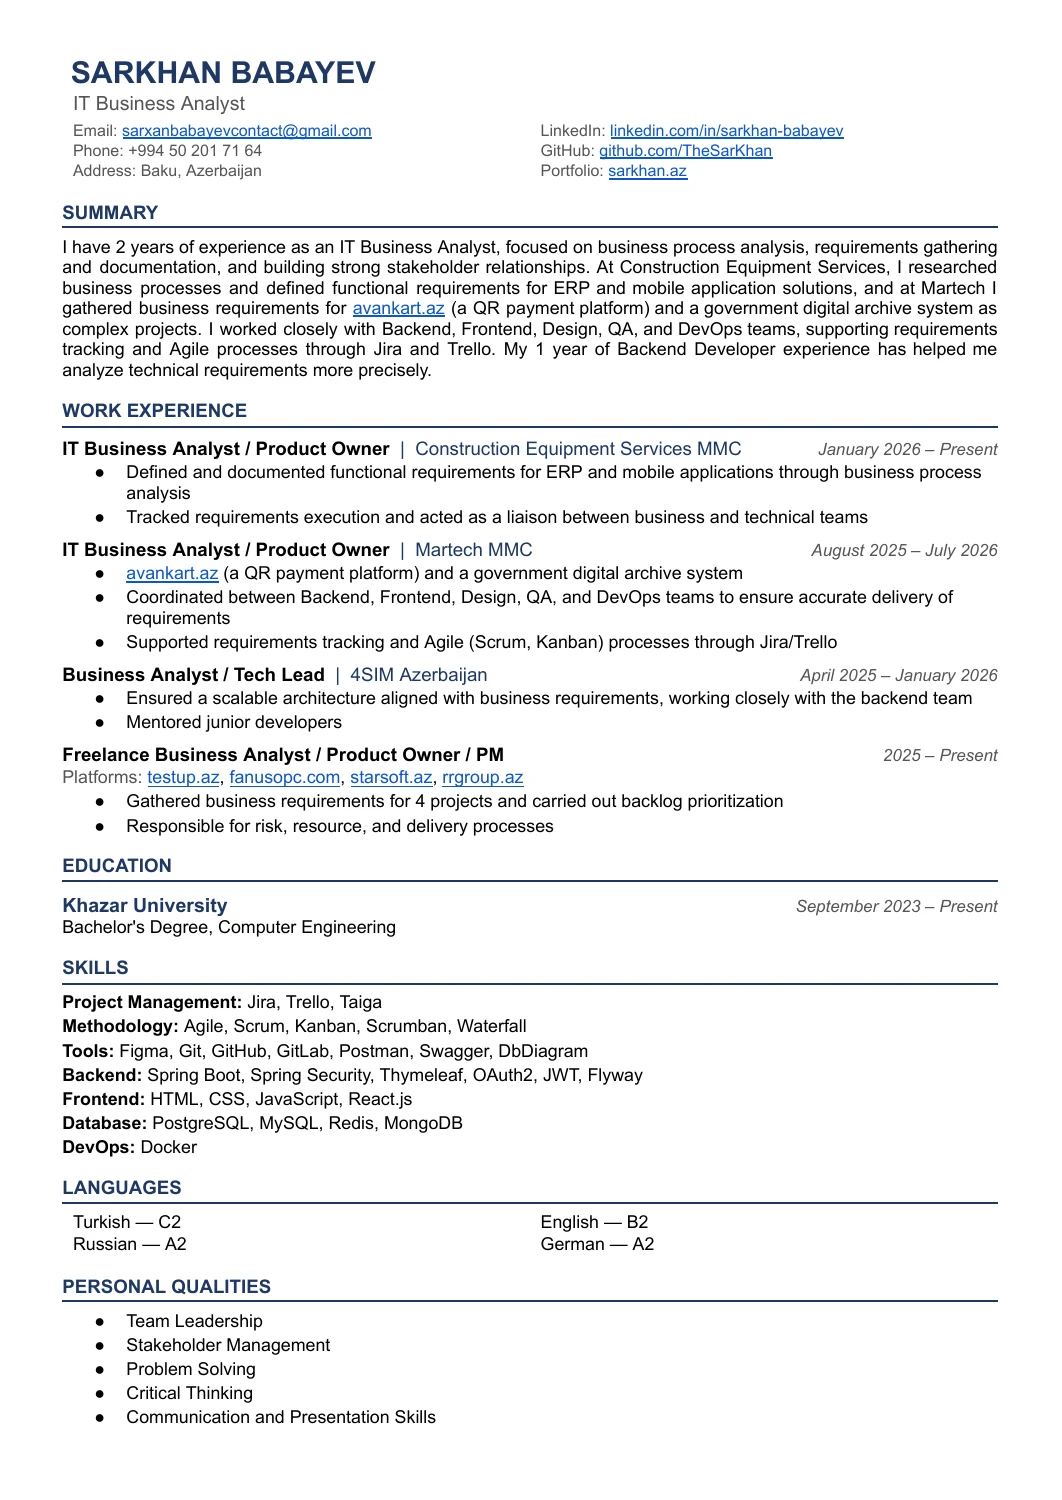 SARKHAN BABAYEV
IT Business Analyst
Email: sarxanbabayevcontact@gmail.com
Phone: +994 50 201 71 64
Address: Baku, Azerbaijan
LinkedIn: linkedin.com/in/sarkhan-babayev
GitHub: github.com/TheSarKhan
Portfolio: sarkhan.az
SUMMARY
I have 2 years of experience as an IT Business Analyst, focused on business process analysis, requirements gathering
and documentation, and building strong stakeholder relationships. At Construction Equipment Services, I researched
business processes and defined functional requirements for ERP and mobile application solutions, and at Martech I
gathered business requirements for avankart.az (a QR payment platform) and a government digital archive system as
complex projects. I worked closely with Backend, Frontend, Design, QA, and DevOps teams, supporting requirements
tracking and Agile processes through Jira and Trello. My 1 year of Backend Developer experience has helped me
analyze technical requirements more precisely.
WORK EXPERIENCE
IT Business Analyst / Product Owner | Construction Equipment Services MMC January 2026 – Present
● Defined and documented functional requirements for ERP and mobile applications through business process
analysis
● Tracked requirements execution and acted as a liaison between business and technical teams
IT Business Analyst / Product Owner | Martech MMC August 2025 – July 2026
● avankart.az (a QR payment platform) and a government digital archive system
● Coordinated between Backend, Frontend, Design, QA, and DevOps teams to ensure accurate delivery of
requirements
● Supported requirements tracking and Agile (Scrum, Kanban) processes through Jira/Trello
Business Analyst / Tech Lead | 4SIM Azerbaijan April 2025 – January 2026
● Ensured a scalable architecture aligned with business requirements, working closely with the backend team
● Mentored junior developers
Freelance Business Analyst / Product Owner / PM 2025 – Present
Platforms: testup.az, fanusopc.com, starsoft.az, rrgroup.az
● Gathered business requirements for 4 projects and carried out backlog prioritization
● Responsible for risk, resource, and delivery processes
EDUCATION
Khazar University September 2023 – Present
Bachelor's Degree, Computer Engineering
SKILLS
Project Management: Jira, Trello, Taiga
Methodology: Agile, Scrum, Kanban, Scrumban, Waterfall
Tools: Figma, Git, GitHub, GitLab, Postman, Swagger, DbDiagram
Backend: Spring Boot, Spring Security, Thymeleaf, OAuth2, JWT, Flyway
Frontend: HTML, CSS, JavaScript, React.js
Database: PostgreSQL, MySQL, Redis, MongoDB
DevOps: Docker
LANGUAGES
Turkish — C2 English — B2
Russian — A2 German — A2
PERSONAL QUALITIES
● Team Leadership
● Stakeholder Management
● Problem Solving
● Critical Thinking
● Communication and Presentation Skills